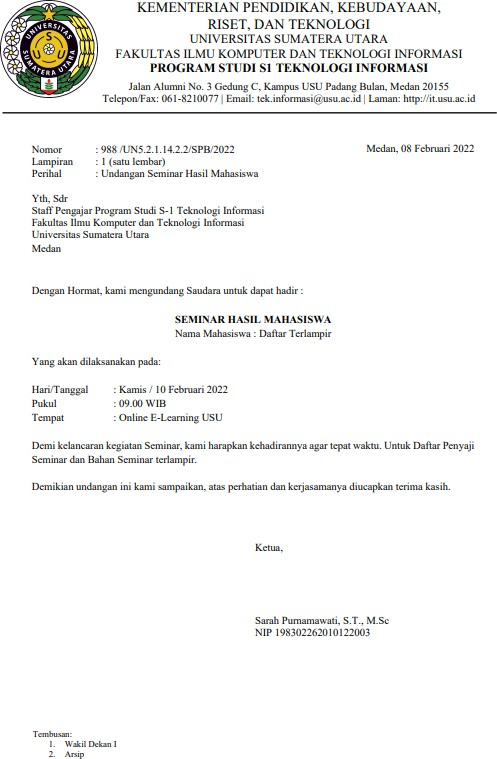 KEMENTERIAN PENDIDIKAN, KEBUDAYAAN,
RISET, DAN TEKNOLOGI
UNIVERSITAS SUMATERA UTARA
FAKULTAS ILMU KOMPUTER DAN TEKNOLOGI INFORMASI
PROGRAM STUDI S1 TEKNOLOGI INFORMASI
Jalan Alumni No. 3 Gedung C, Kampus USU Padang Bulan, Medan 20155
Telepon/Fax: 061-8210077 | Email: tek.informasi@usu.ac.id | Laman: http://it.usu.ac.id
UNIVERSITAS
SUMATERA UTARA
USU
Nomor : 988 /UN5.2.1.14.2.2/SPB/2022 Medan, 08 Februari 2022
Lampiran : 1 (satu lembar)
Perihal : Undangan Seminar Hasil Mahasiswa
Yth, Sdr
Staff Pengajar Program Studi S-1 Teknologi Informasi
Fakultas Ilmu Komputer dan Teknologi Informasi
Universitas Sumatera Utara
Medan
Dengan Hormat, kami mengundang Saudara untuk dapat hadir :
SEMINAR HASIL MAHASISWA
Nama Mahasiswa : Daftar Terlampir
Yang akan dilaksanakan pada:
Hari/Tanggal : Kamis / 10 Februari 2022
Pukul : 09.00 WIB
Tempat : Online E-Learning USU
Demi kelancaran kegiatan Seminar, kami harapkan kehadirannya agar tepat waktu. Untuk Daftar Penyaji
Seminar dan Bahan Seminar terlampir.
Demikian undangan ini kami sampaikan, atas perhatian dan kerjasamanya diucapkan terima kasih.
Ketua,
Sarah Purnamawati, S.T., M.Sc
NIP 198302262010122003
Tembusan:
1. Wakil Dekan I
2. Arsip